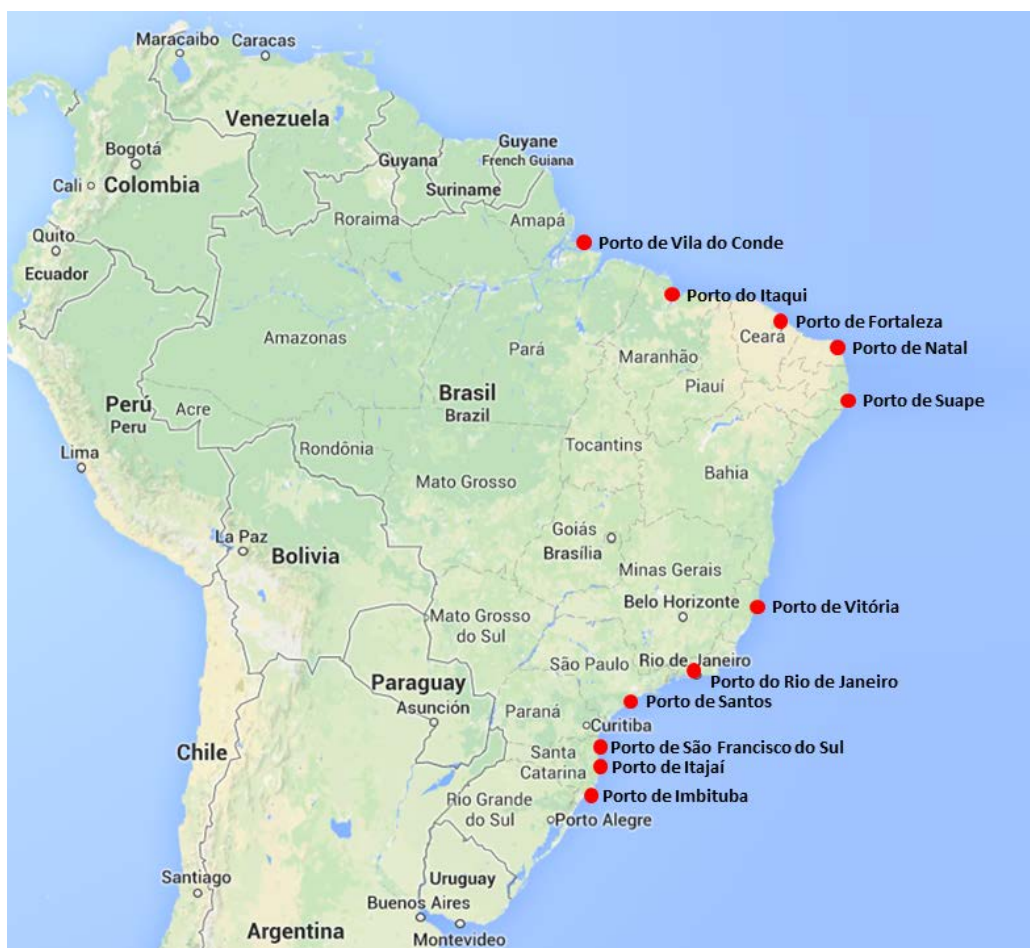 Maracaibo
Caracas
Venezuela
Guyane
French Guiana
Guyana
Bogotá
Suriname
Cali
Colombia
Roraima
Amapá
Quito
Porto de Vila do Conde
Ecuador
Porto do Itaqui
Porto de Fortaleza
Amazonas
Ceara
Pará
Porto de Natal
Maranhão
Piauí
Brasil
Brazil
Porto de Suape
Perú
Peru
Acre
Tocantins
Rondônia
Lima
Bahia
Mato Grosso
Goiás
La Paz
Brasília
Bolivia
Minas Gerais
Belo Horizonte
Porto de Vitória
Mato Grosso
do Sul
São Paulo
Rio de Janeiro
Paraguay
Porto do Rio de Janeiro
Asunción
Paraná
Porto de Santos
Curitiba
Chile
Santa
Catarina
Porto de São Francisco do Sul
Porto de Itajaí
Rio Grande
do Sul
Porto de Imbituba
Porto Alegre
Santiago
Uruguay
Buenos Aires
Argentina
Montevideo